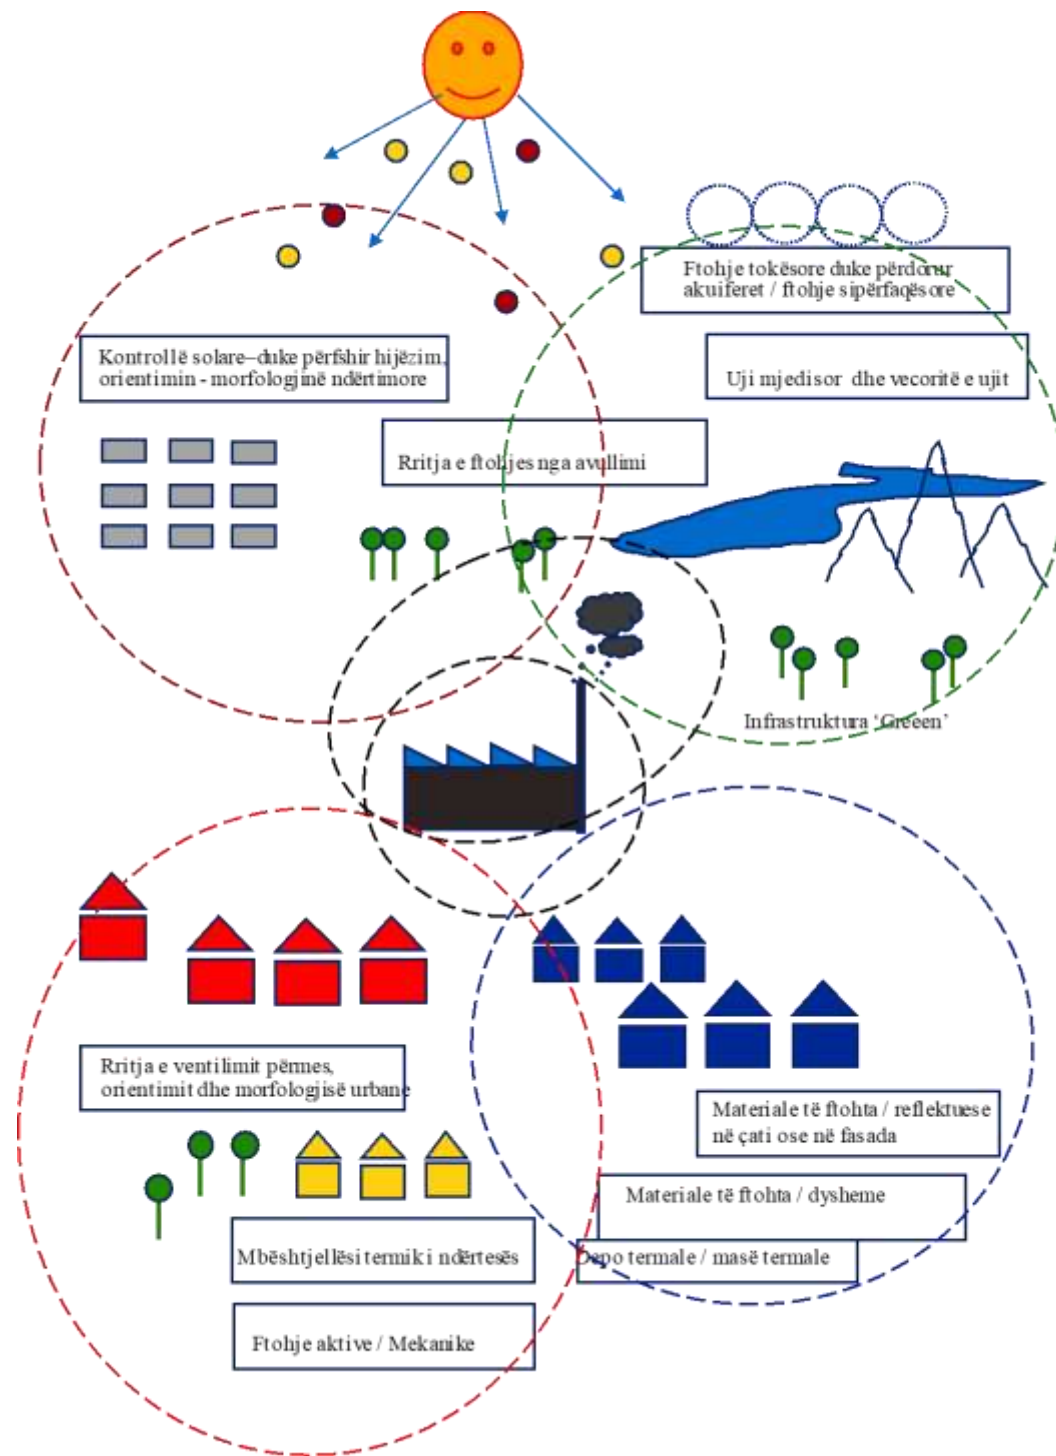 Ftohje tokësore duke përdorur
akuiferet / ftohje sipërfaqësore
Kontrollë solare–duke përfshir hijëzim,
orientimin - morfologjinë ndërtimore
Uji mjedisor dhe vecoritë e ujit
Rritja e ftohjes nga avullimi
Infrastruktura ‘Greeen’
Rritja e ventilimit përmes,
orientimit dhe morfologjisë urbane
Materiale të ftohta / reflektuese
në çati ose në fasada
Materiale të ftohta / dysheme
Mbështjellësi termik i ndërtesës
Depo termale / masë termale
Ftohje aktive / Mekanike